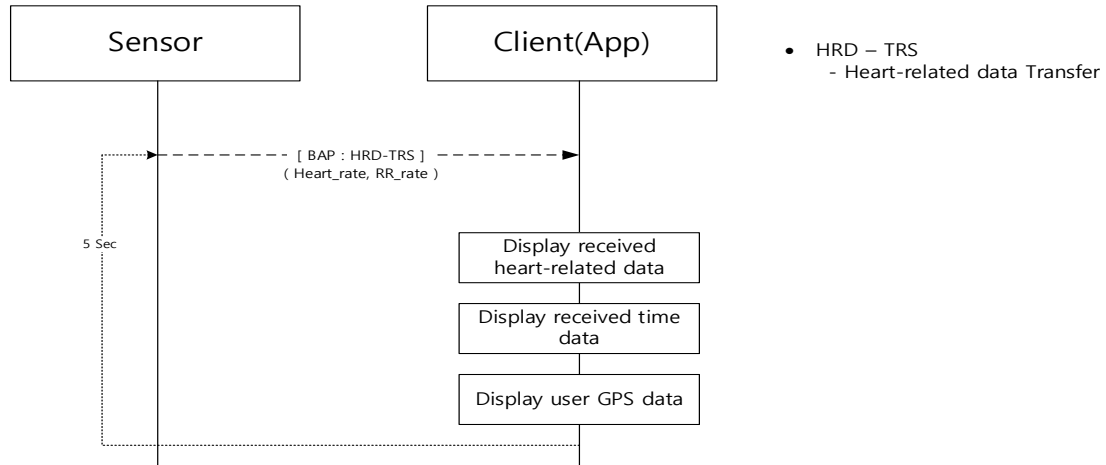 Sensor
Client(App)
• HRD – TRS
- Heart-related data Transfer
[ BAP : HRD-TRS ]
( Heart_rate, RR_rate )
5 Sec
Display received
heart-related data
Display received time
data
Display user GPS data